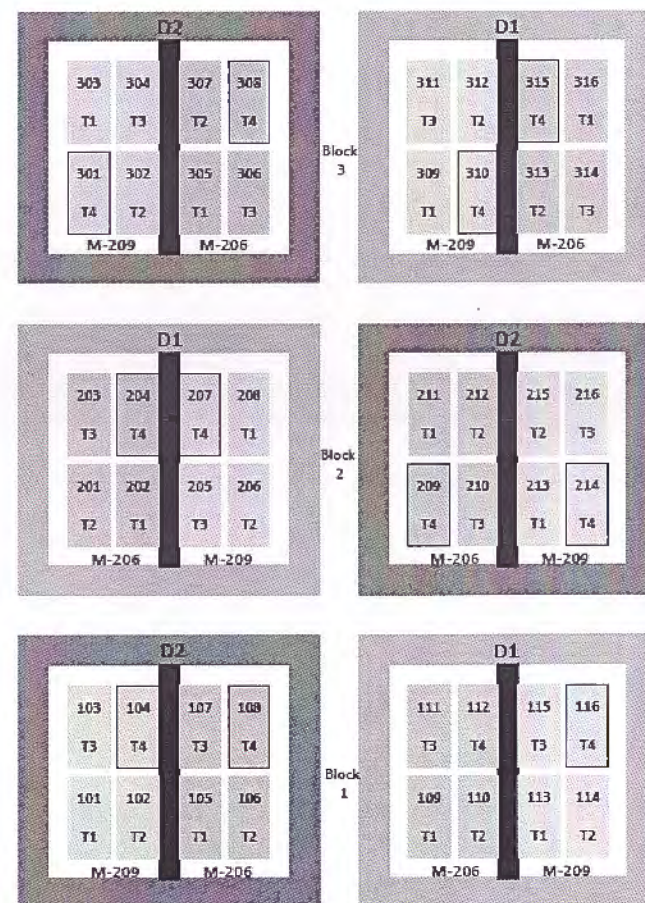 D2
D1
303 304 307 308
311 312 315 316
T1 T3 T2 T4
T3 T2 T4 T1
Block
3
301 302 305 306
309 310 313 314
T4 T2 T1 T3
T1 T4 T2 T3
M-209 M-206
M-209 M-206
D1
D2
203 204 207 208
211 212 215 216
T3 T4 T4 T1
T1 T2 T2 T3
Block
2
201 202 205 206
209 210 213 214
T2 T1 T3 T2
T4 T3 T1 T4
M-206 M-209
M-206 M-209
D2
D1
103 104 107 108
111 112 115 116
T3 T4 T3 T4
T3 T4 T3 T4
Block
1
101 102 105 106
109 110 113 114
T1 T2 T1 T2
T1 T2 T1 T2
M-209 M-206
M-206 M-209